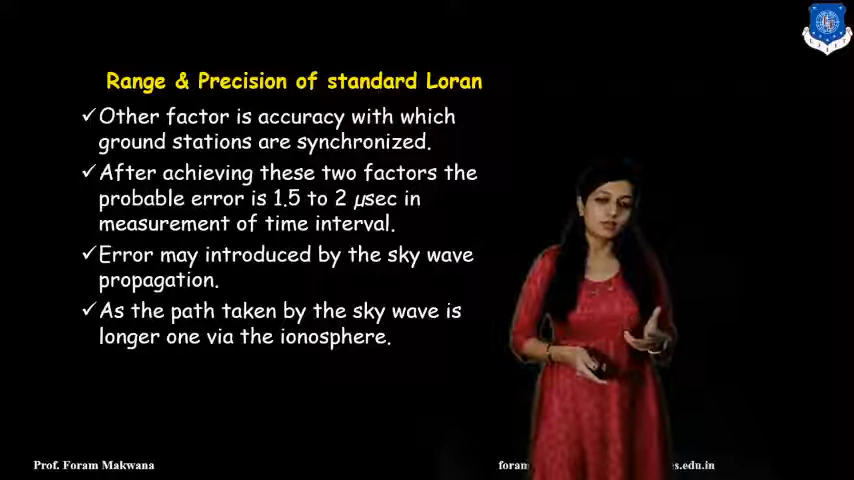 Range & Precision of standard Loran
✓Other factor is accuracy with which
ground stations are synchronized.
✓After achieving these two factors the
probable error is 1.5 to 2 µsec in
measurement of time interval.
✓Error may introduced by the sky wave
propagation.
✓As the path taken by the sky wave is
longer one via the ionosphere.
Prof. Foram Makwana
foram s.edu.in